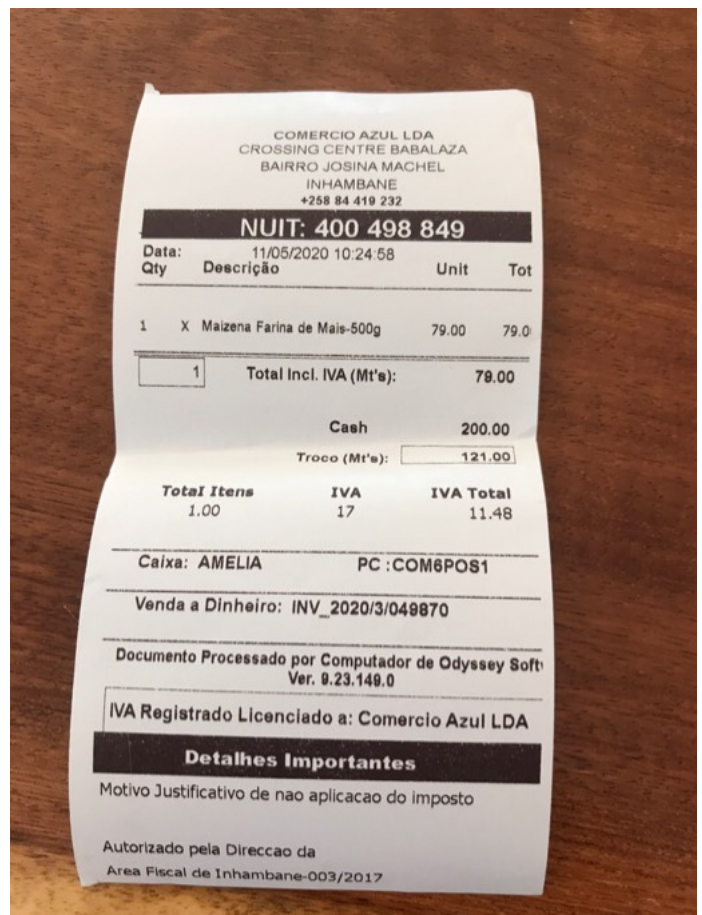 COMERCIO AZUL LDA
CROSSING CENTRE BABALAZA
BAIRRO JOSINA MACHEL
INHAMBANE
+258 84 419 232
NUIT: 400 498 849
Data: 11/05/2020 10:24:58
Qty Descrição Unit Tot
1 X Maizena Farina de Mais-500g 79.00 79.0
1 Total Incl. IVA (Mt's): 79.00
Cash 200.00
Troco (Mt's): 121.00
Total Itens IVA IVA Total
1.00 17 11.48
Caixa: AMELIA PC :COM6POS1
Venda a Dinheiro: INV_2020/3/049870
Documento Processado por Computador de Odyssey Soft
Ver. 9.23.149.0
IVA Registrado Licenciado a: Comercio Azul LDA
Detalhes Importantes
Motivo Justificativo de nao aplicacao do imposto
Autorizado pela Direccao da
Area Fiscal de Inhambane-003/2017